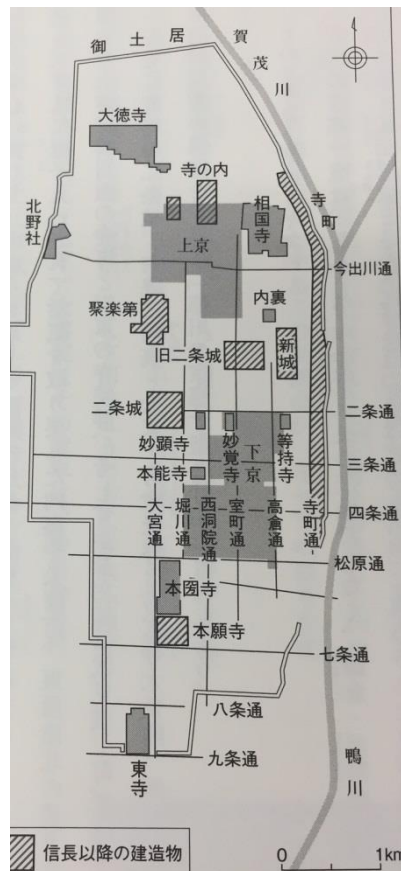 御土居
賀茂川
大徳寺
寺の内
相国寺
寺町
北野社
上京
今出川通
聚楽第
内裏
旧二条城
新城
二条城
二条通
妙顕寺
妙覚寺
下京
等持寺
本能寺
三条通
大宮通
堀川通
西洞院通
室町通
高倉通
寺町通
四条通
松原通
本圀寺
本願寺
七条通
八条通
東寺
九条通
鴨川
信長以降の建造物
0 1km